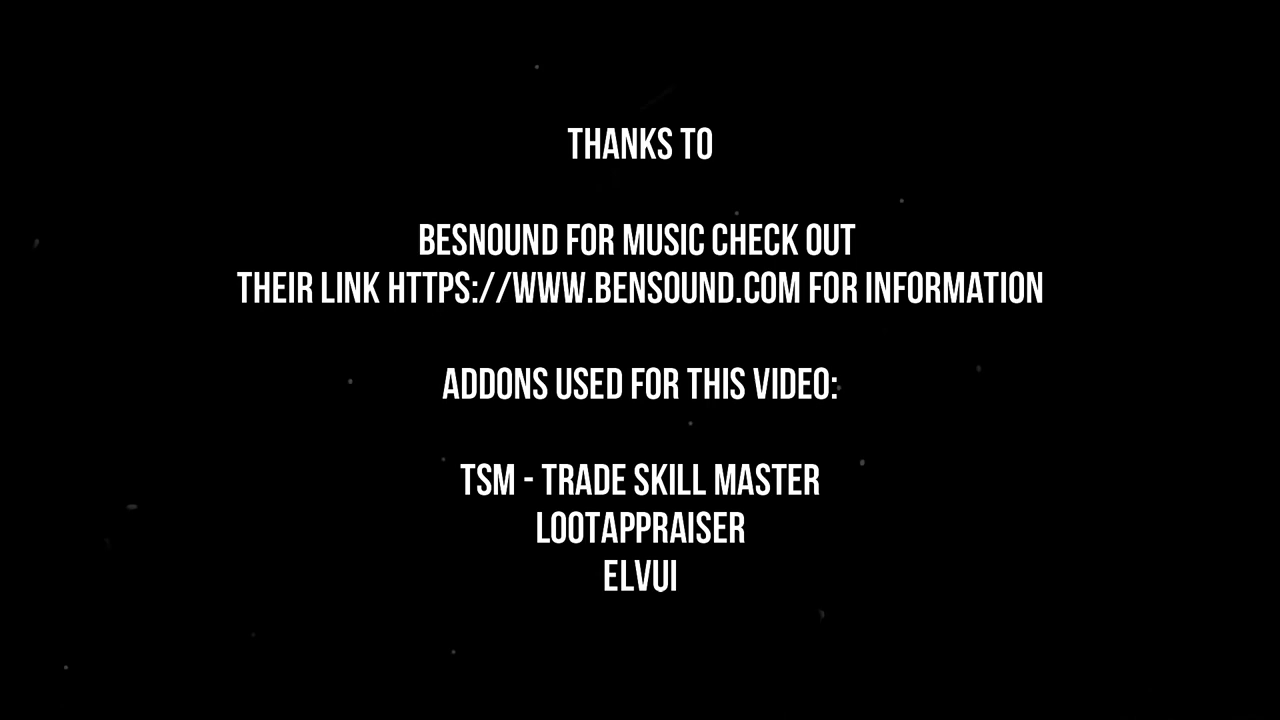 THANKS TO
BESNOUND FOR MUSIC CHECK OUT
THEIR LINK HTTPS://WWW.BENSOUND.COM FOR INFORMATION
ADDONS USED FOR THIS VIDEO:
TSM - TRADE SKILL MASTER
LOOTAPPRAISER
ELVUI